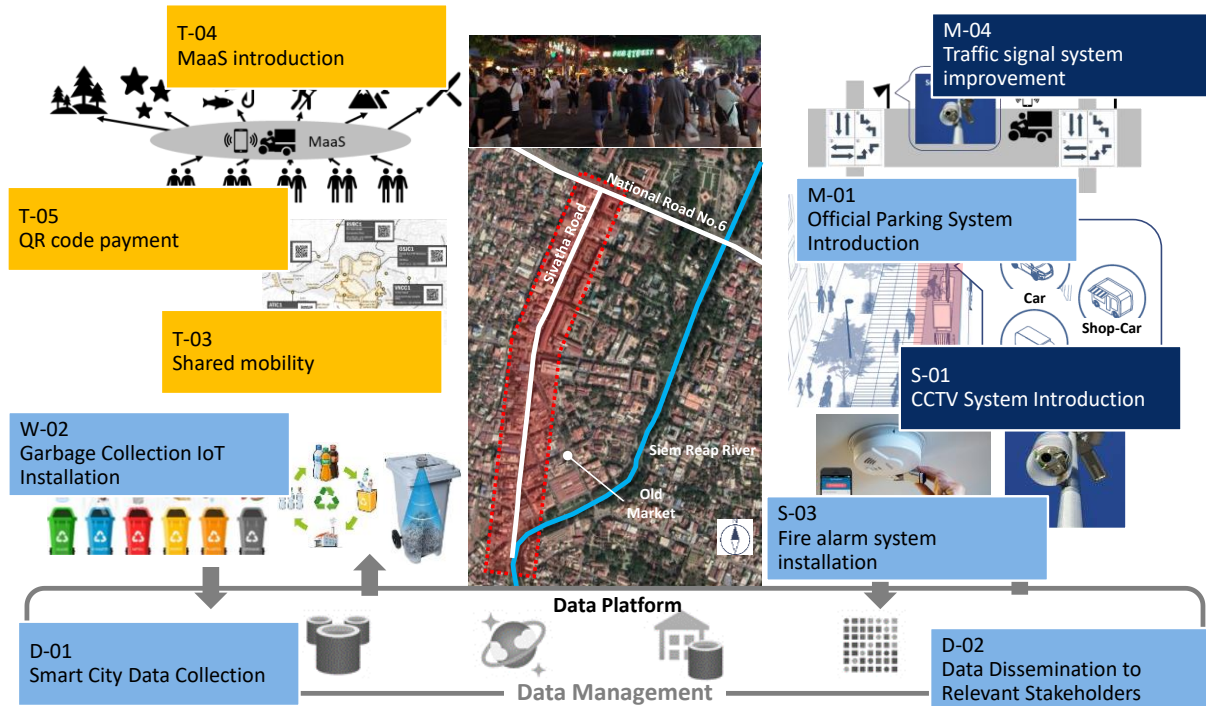 T-04
MaaS introduction
MaaS
T-05
QR code payment
T-03
Shared mobility
W-02
Garbage Collection IoT
Installation
PUB STREET
National Road No.6
Sivatha Road
Siem Reap River
Old
Market
M-04
Traffic signal system
improvement
M-01
Official Parking System
Introduction
Car
Shop-Car
S-01
CCTV System Introduction
S-03
Fire alarm system
installation
Data Platform
D-01
Smart City Data Collection
Data Management
D-02
Data Dissemination to
Relevant Stakeholders